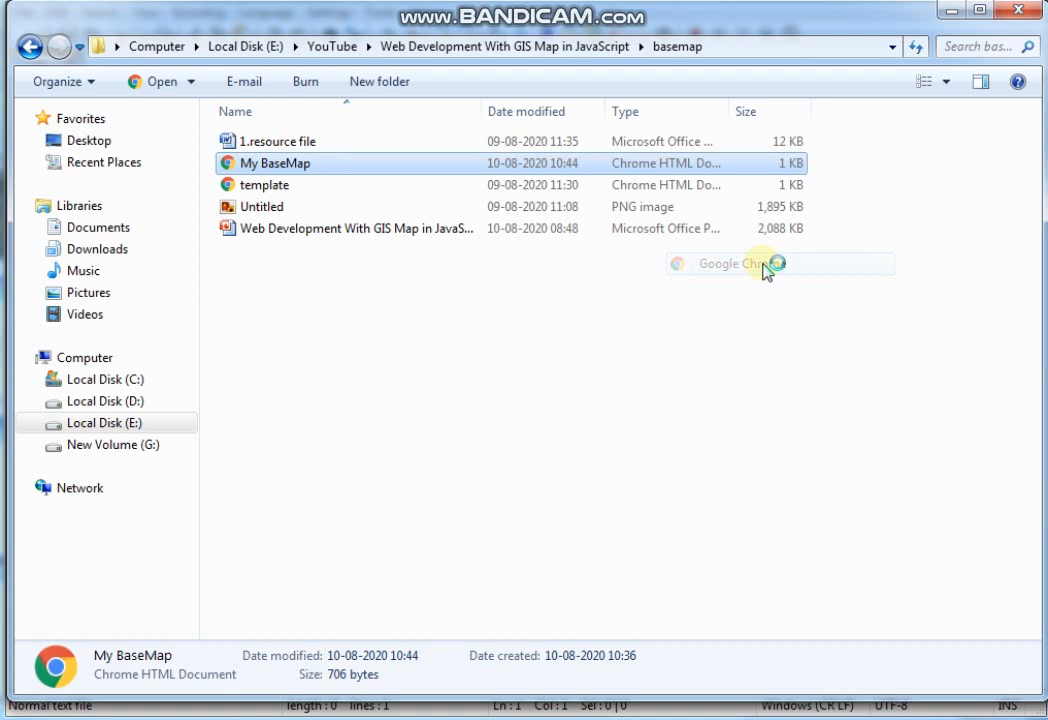 www.BANDICAM.com
Computer Local Disk (E:) YouTube Web Development With GIS Map in JavaScript basemap
Search bas...
Organize Open E-mail Burn New folder
Name Date modified Type Size
Favorites
Desktop
Recent Places
Libraries
Documents
Downloads
Music
Pictures
Videos
Computer
Local Disk (C:)
Local Disk (D:)
Local Disk (E:)
New Volume (G:)
Network
1.resource file 09-08-2020 11:35 Microsoft Office ... 12 KB
My BaseMap 10-08-2020 10:44 Chrome HTML Do... 1 KB
template 09-08-2020 11:30 Chrome HTML Do... 1 KB
Untitled 09-08-2020 11:08 PNG image 1,895 KB
Web Development With GIS Map in JavaS... 10-08-2020 08:48 Microsoft Office P... 2,088 KB
Google Chrome
My BaseMap Date modified: 10-08-2020 10:44 Date created: 10-08-2020 10:36
Chrome HTML Document Size: 706 bytes
Normal text file length : 0 lines : 1 Ln : 1 Col : 1 Sel : 0 | 0 Windows (CR LF) UTF-8 INS